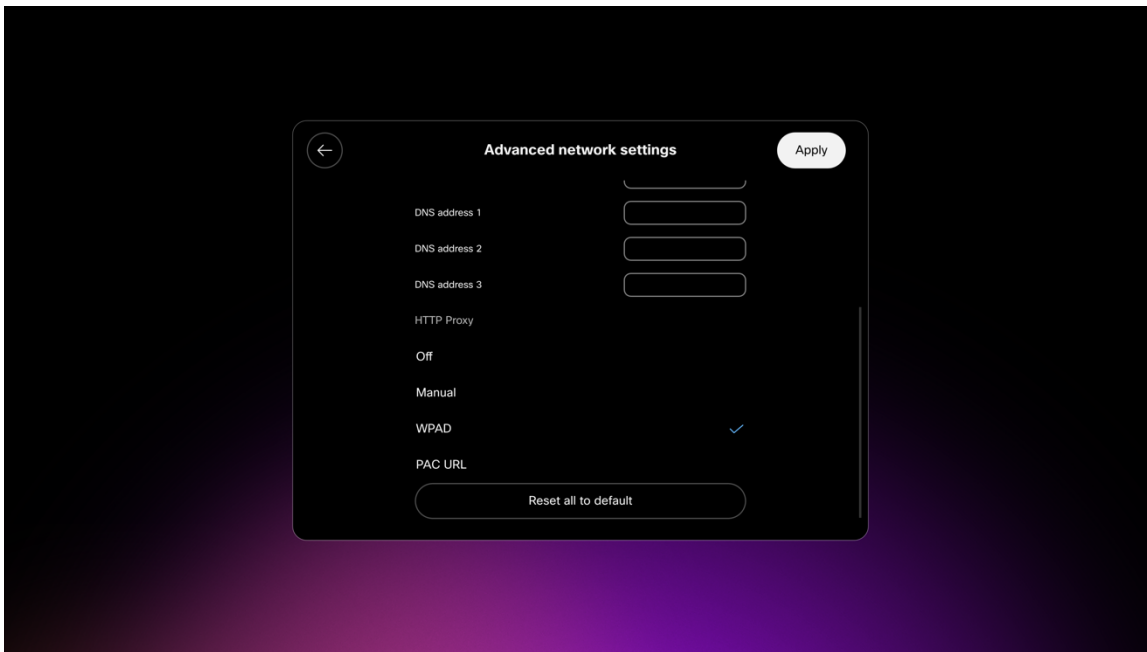 Advanced network settings
Apply
DNS address 1
DNS address 2
DNS address 3
HTTP Proxy
Off
Manual
WPAD
PAC URL
Reset all to default